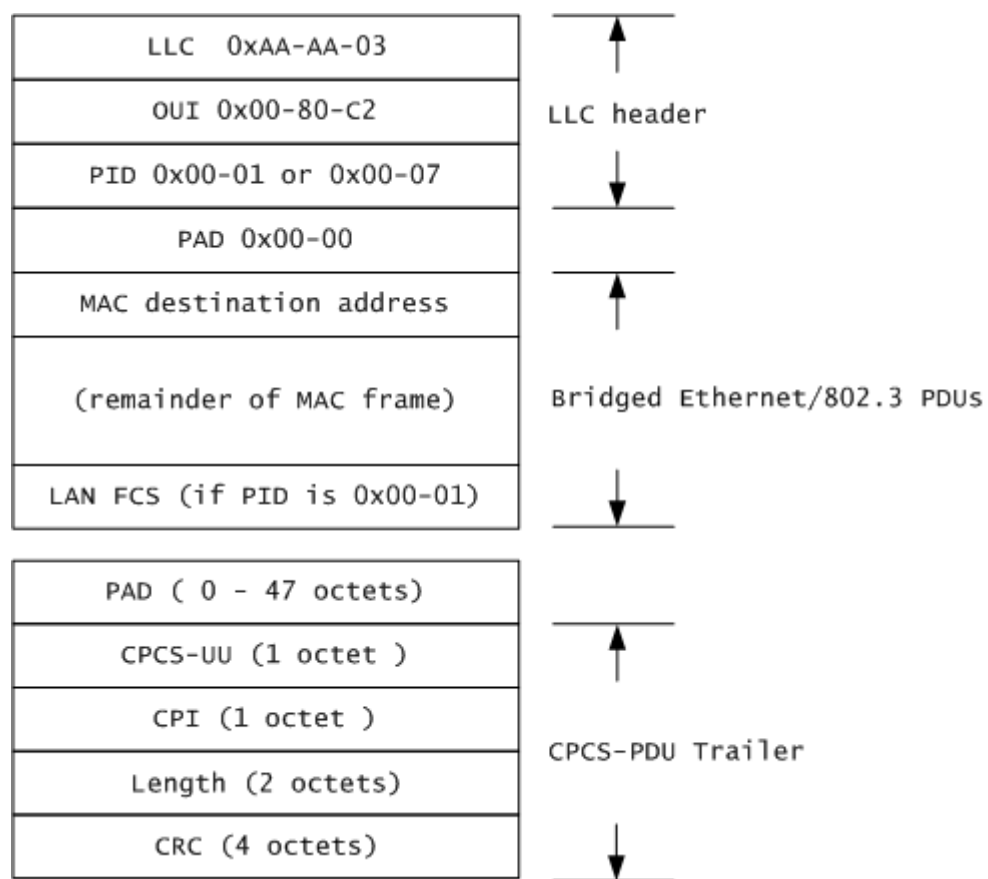 LLC 0xAA-AA-03
OUI 0x00-80-C2
LLC header
PID 0x00-01 or 0x00-07
PAD 0x00-00
MAC destination address
(remainder of MAC frame)
Bridged Ethernet/802.3 PDUs
LAN FCS (if PID is 0x00-01)
PAD ( 0 - 47 octets)
CPCS-UU (1 octet )
CPI (1 octet )
CPCS-PDU Trailer
Length (2 octets)
CRC (4 octets)